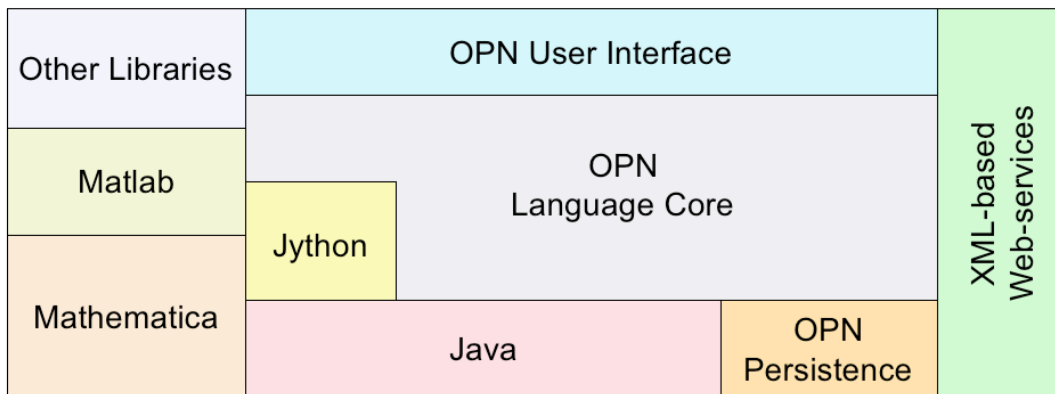 Other Libraries
Matlab
Mathematica
OPN User Interface
OPN
Language Core
Jython
Java
OPN
Persistence
XML-based
Web-services